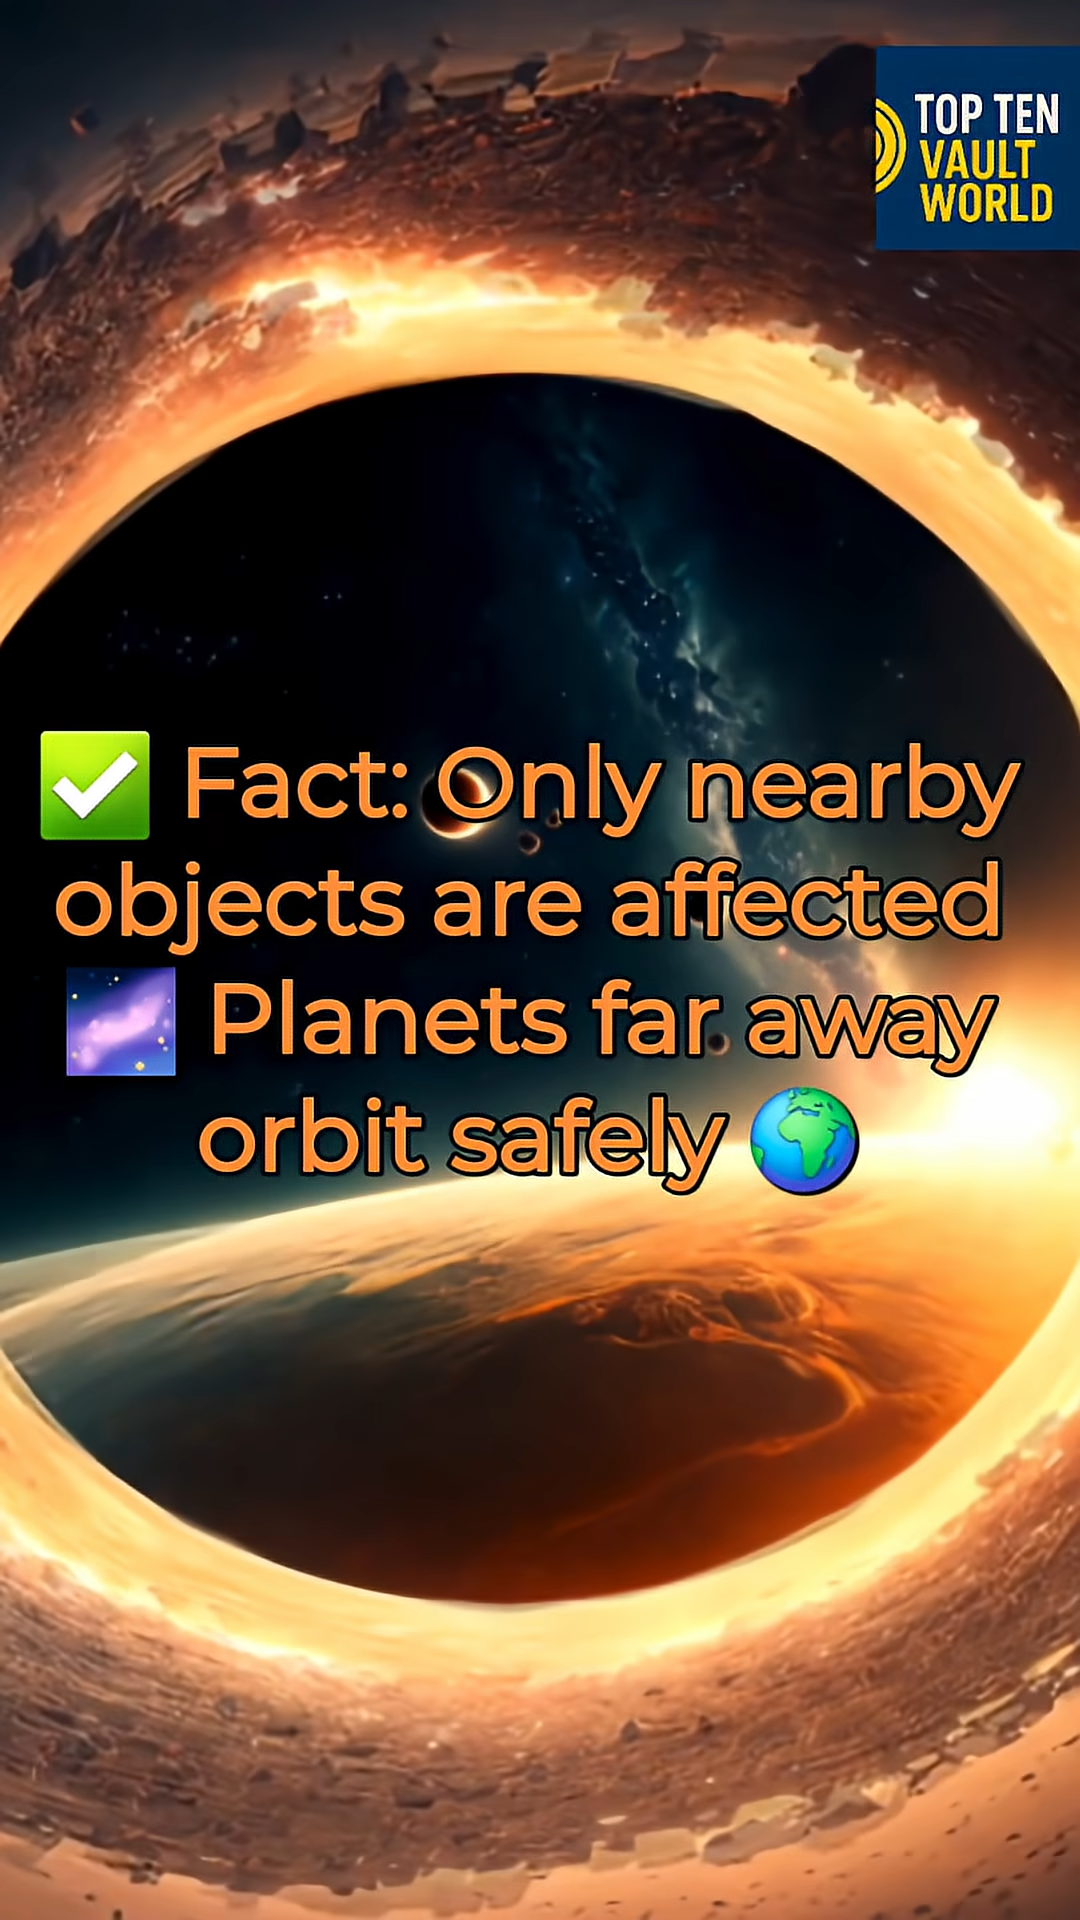 TOP TEN
VAULT
WORLD
✅ Fact: Only nearby
objects are affected
🌌 Planets far away
orbit safely 🌍